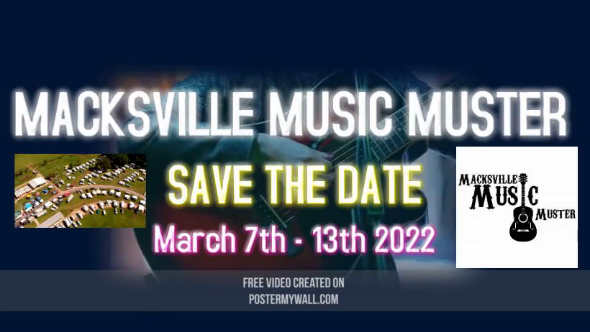 MACKSVILLE MUSIC MUSTER
SAVE THE DATE
March 7th - 13th 2022
MACKSVILLE
MUSIC
MUSTER
FREE VIDEO CREATED ON
POSTERMYWALL.COM